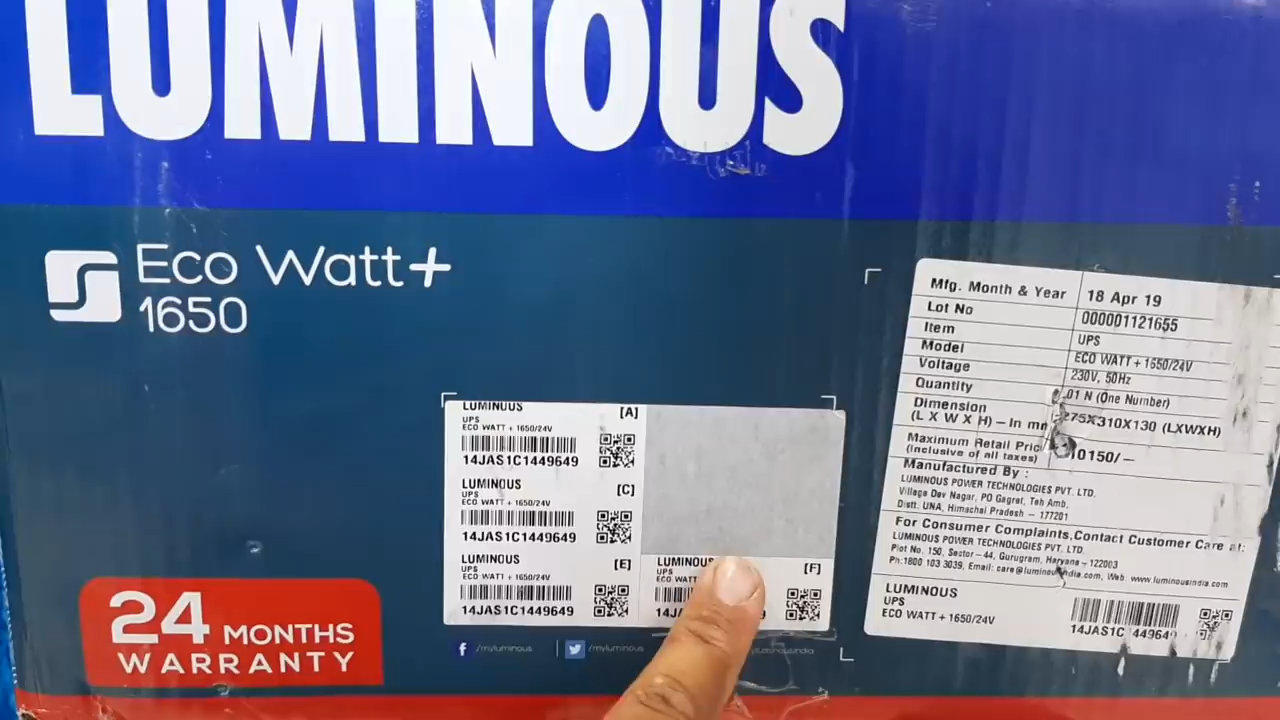 LUMINOUS
Eco Watt+
1650
LUMINOUS [A]
UPS
ECO WATT + 1650/24V
14JAS1C1449649
LUMINOUS [C]
UPS
ECO WATT + 1650/24V
14JAS1C1449649
LUMINOUS [E]
UPS
ECO WATT + 1650/24V
14JAS1C1449649
LUMINOUS [F]
UPS
ECO WATT
24 MONTHS
WARRANTY
/myluminous
/myluminous
Mfg. Month & Year 18 Apr 19
Lot No 000001121655
Item UPS
Model ECO WATT + 1650/24V
Voltage 230V, 50Hz
Quantity 01 N (One Number)
Dimension
(L X W X H) – In mm 275X310X130 (LXWXH)
Maximum Retail Pric 10150/–
(Inclusive of all taxes)
Manufactured By :
LUMINOUS POWER TECHNOLOGIES PVT. LTD.
Village Dev Nagar, PO Gagret, Teh Amb,
Distt. UNA, Himachal Pradesh – 177201
For Consumer Complaints,Contact Customer Care at:
LUMINOUS POWER TECHNOLOGIES PVT. LTD.
Plot No. 150, Sector–44, Gurugram, Haryana–122003
Ph:1800 103 3039, Email: care@luminousindia.com, Web: www.luminousindia.com
LUMINOUS
UPS
ECO WATT + 1650/24V
14JAS1C 449649